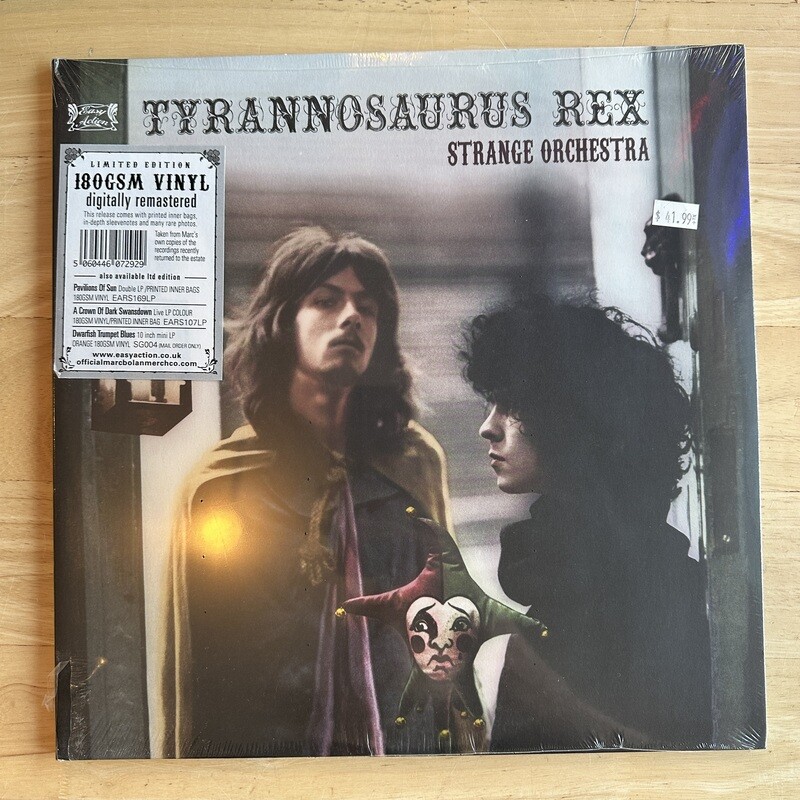 Easy
Action
TYRANNOSAURUS REX
STRANGE ORCHESTRA
LIMITED EDITION
180GSM VINYL
digitally remastered
This release comes with printed inner bags,
in-depth sleevenotes and many rare photos.
Taken from Marc's
own copies of the
recordings recently
returned to the estate
5 060446 072929
also available ltd edition
Pavilions Of Sun Double LP /PRINTED INNER BAGS
180GSM VINYL EARS169LP
A Crown Of Dark Swansdown Live LP COLOUR
180GSM VINYL/PRINTED INNER BAG EARS107LP
Dwarfish Trumpet Blues 10 inch mini LP
ORANGE 180GSM VINYL SG004 (MAIL ORDER ONLY)
www.easyaction.co.uk
officialmarcbolanmerchco.com
$41.99